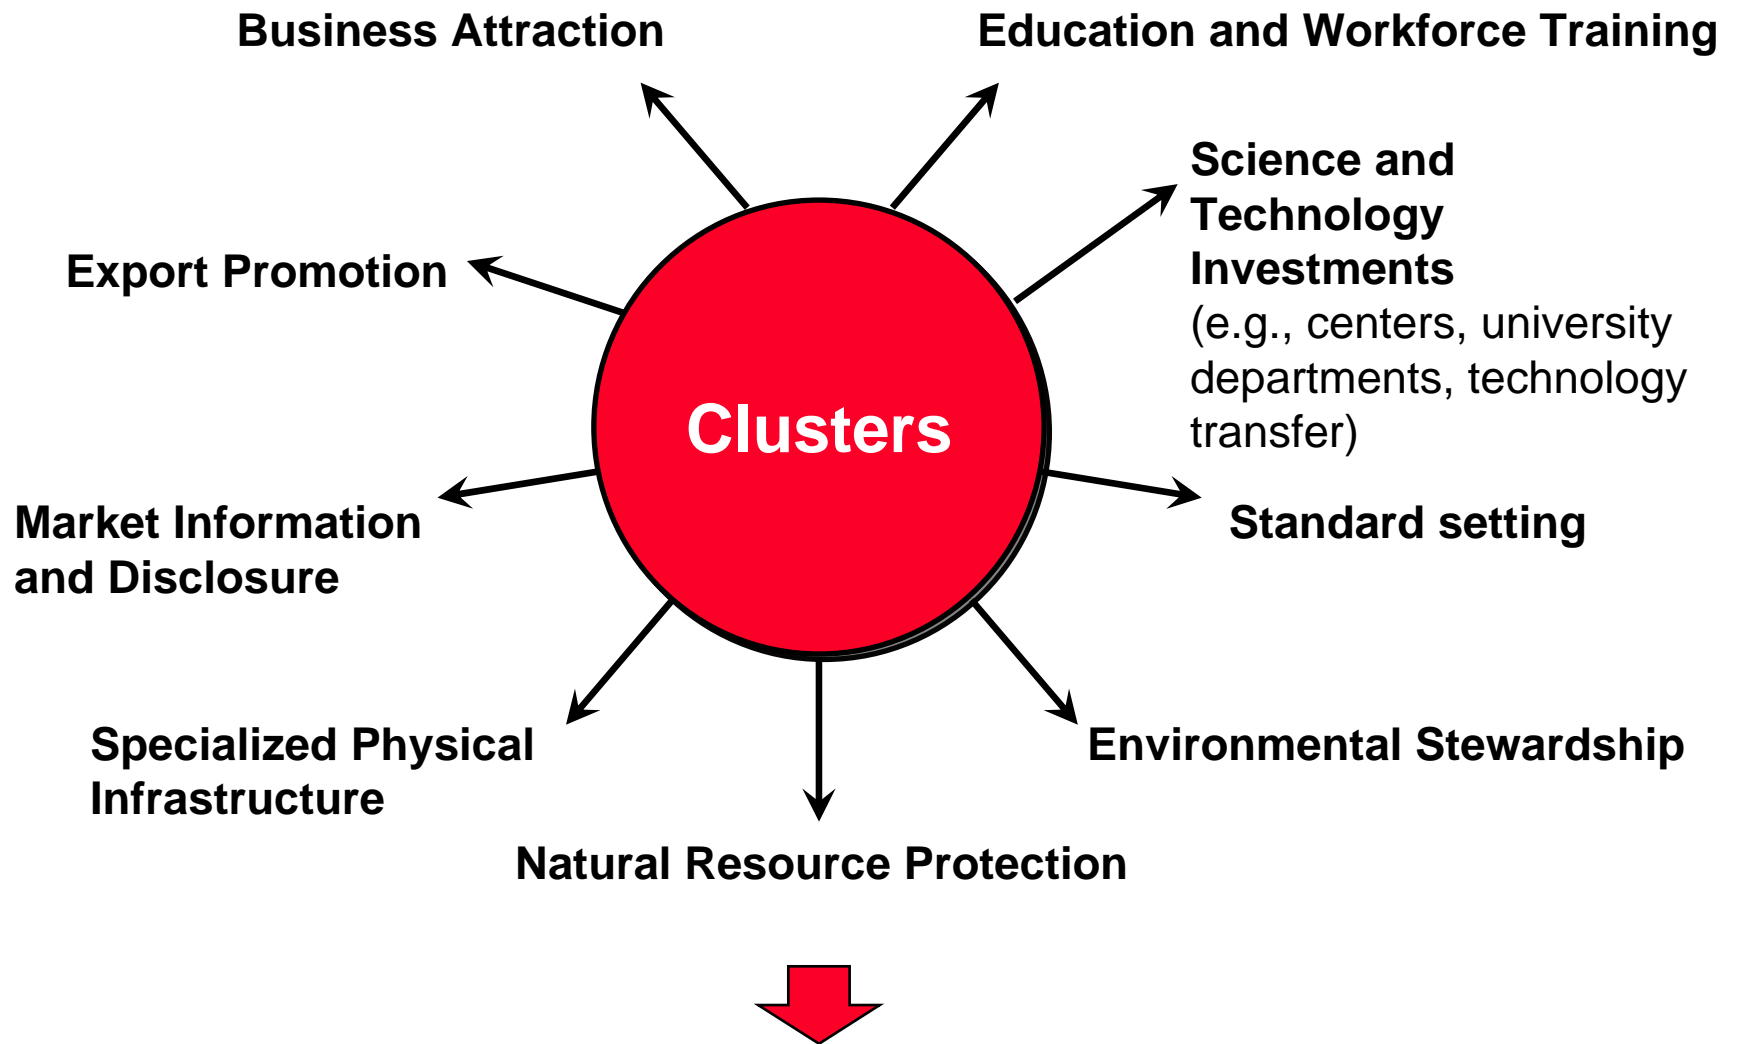 Business Attraction
Education and Workforce Training
Science and
Technology
Investments
(e.g., centers, university
departments, technology
transfer)
Export Promotion
Clusters
Market Information
and Disclosure
Standard setting
Specialized Physical
Infrastructure
Environmental Stewardship
Natural Resource Protection